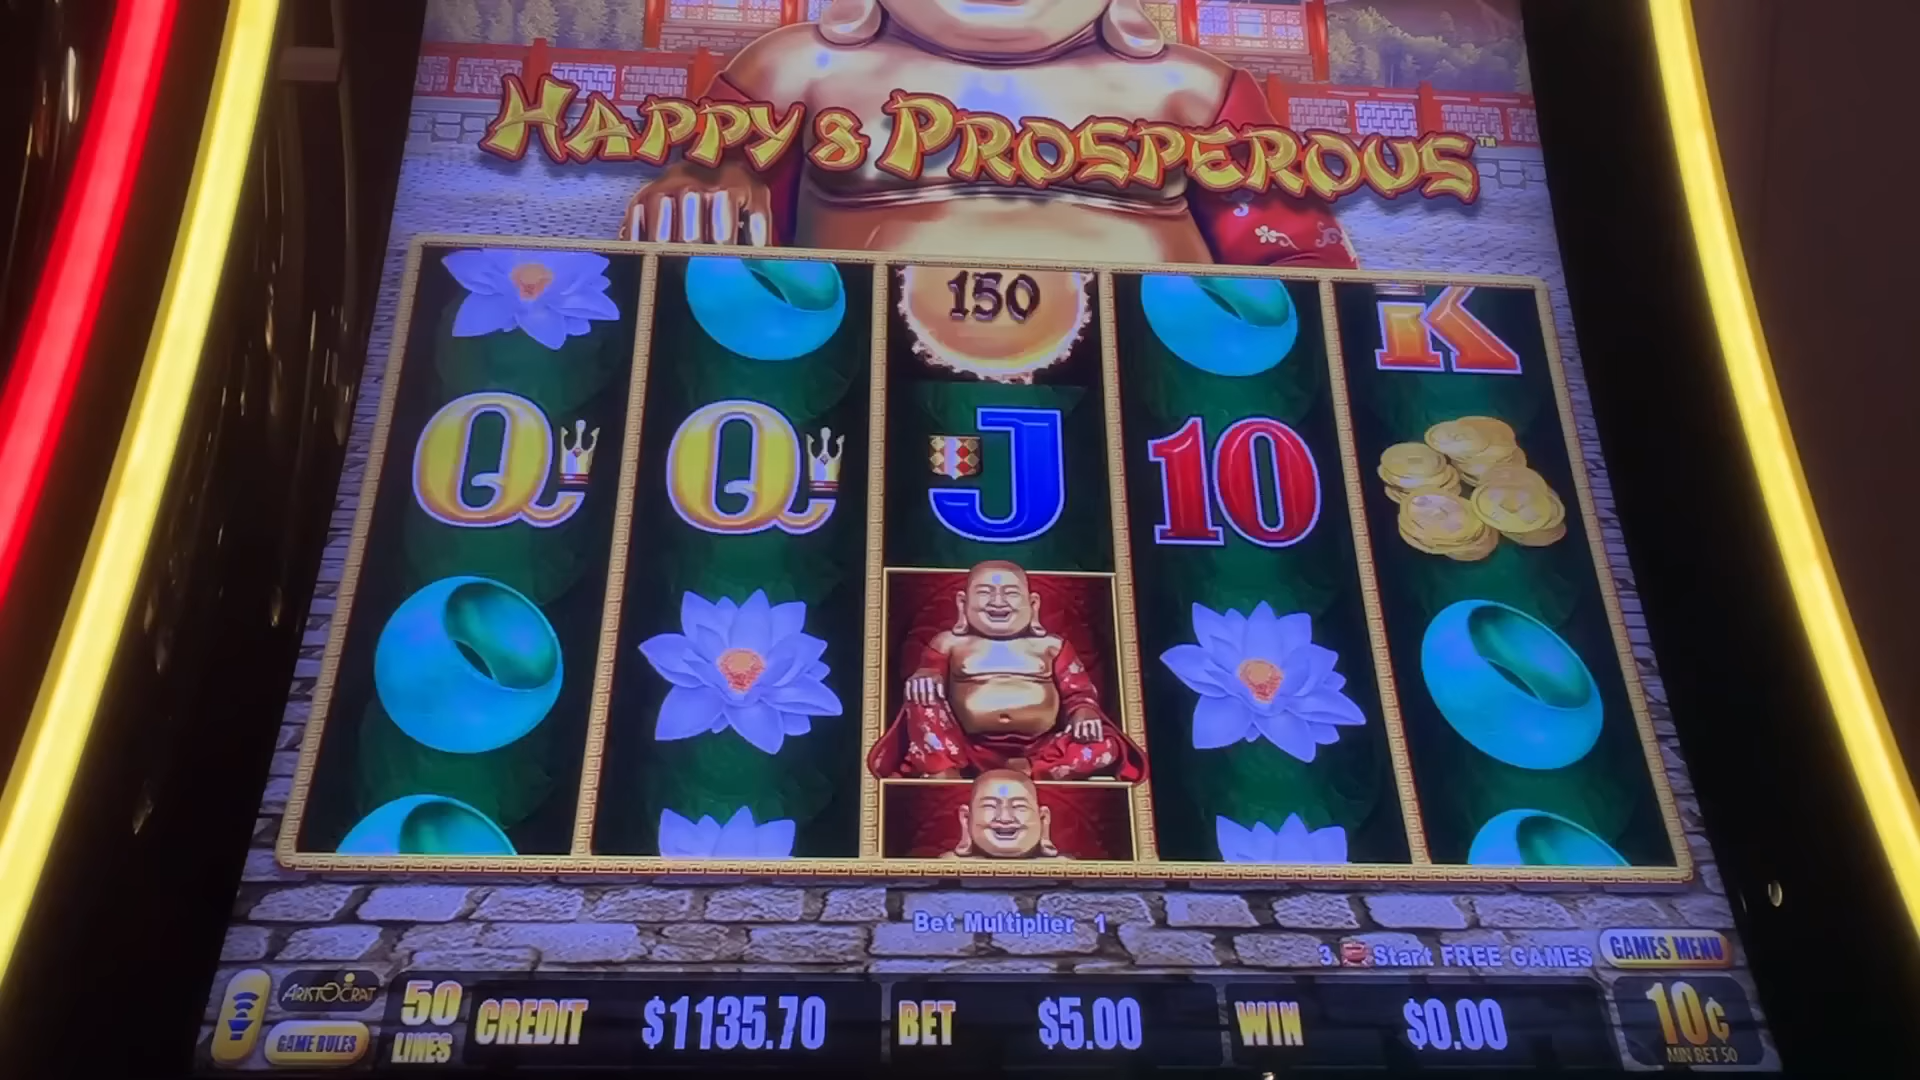 HAPPY & PROSPEROUS™
150
K
Q Q J 10
Bet Multiplier 1
3 Start FREE GAMES
GAMES MENU
ARISTOCRAT
GAME RULES
50 LINES
CREDIT $1135.70
BET $5.00
WIN $0.00
10¢
MIN BET 50